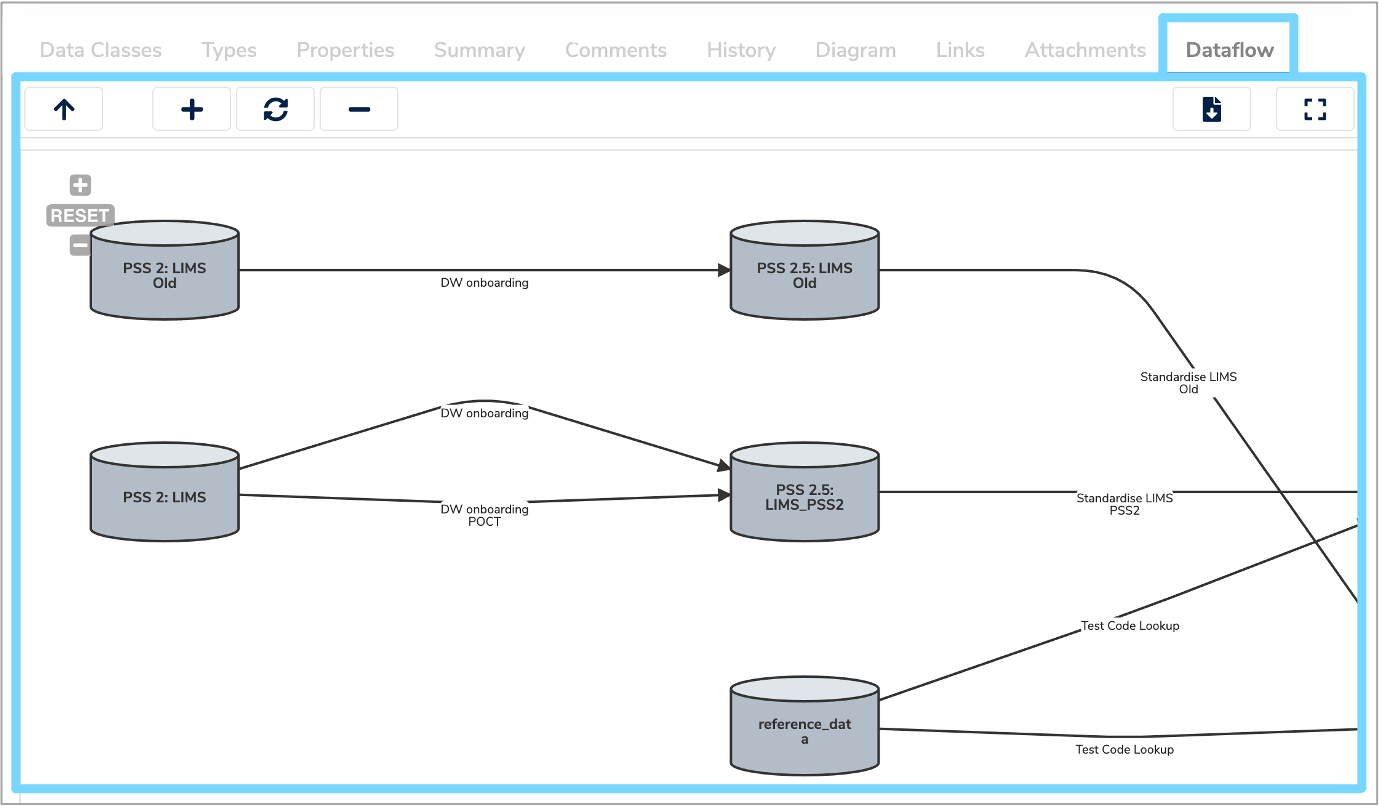 Data Classes Types Properties Summary Comments History Diagram Links Attachments Dataflow
RESET
PSS 2: LIMS
Old
DW onboarding
PSS 2.5: LIMS
Old
Standardise LIMS
Old
DW onboarding
PSS 2: LIMS
DW onboarding
POCT
PSS 2.5:
LIMS_PSS2
Standardise LIMS
PSS2
Test Code Lookup
reference_dat
a
Test Code Lookup